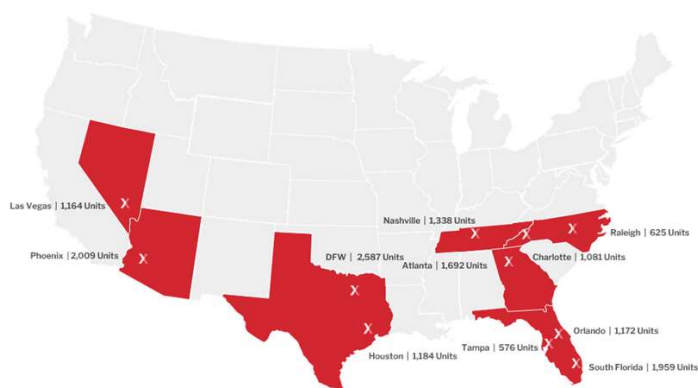 Nashville | 1,338 Units
Las Vegas | 1,164 Units
Raleigh | 625 Units
Phoenix | 2,009 Units
DFW | 2,587 Units
Atlanta | 1,692 Units
Charlotte | 1,081 Units
Orlando | 1,172 Units
Tampa | 576 Units
Houston | 1,184 Units
South Florida | 1,959 Units